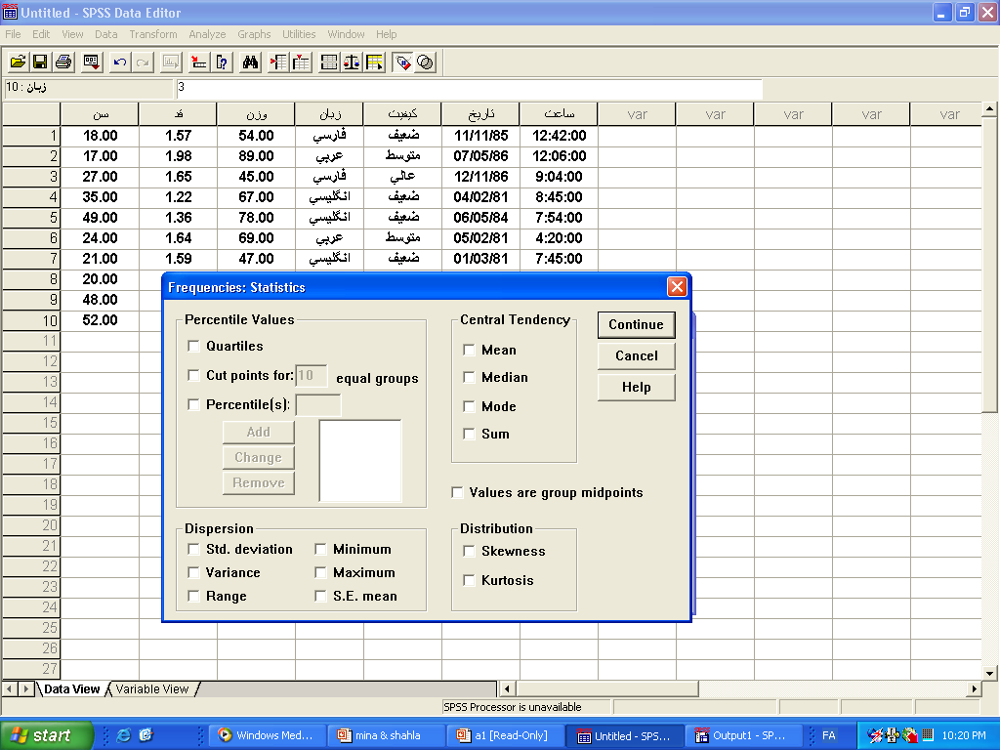 Untitled - SPSS Data Editor
File Edit View Data Transform Analyze Graphs Utilities Window Help
10 : زبان 3
سن قد وزن زبان كيفيت تاريخ ساعت var var var var var
1 18.00 1.57 54.00 فارسي ضعيف 11/11/85 12:42:00
2 17.00 1.98 89.00 عربي متوسط 07/05/86 12:06:00
3 27.00 1.65 45.00 فارسي عالي 12/11/86 9:04:00
4 35.00 1.22 67.00 انگليسي ضعيف 04/02/81 8:45:00
5 49.00 1.36 78.00 انگليسي ضعيف 06/05/84 7:54:00
6 24.00 1.64 69.00 عربي متوسط 05/02/81 4:20:00
7 21.00 1.59 47.00 انگليسي ضعيف 01/03/81 7:45:00
8 20.00
9 48.00
10 52.00
11
12
13
14
15
16
17
18
19
20
21
22
23
24
25
26
27
Frequencies: Statistics
Percentile Values
Quartiles
Cut points for: 10 equal groups
Percentile(s):
Add
Change
Remove
Central Tendency
Mean
Median
Mode
Sum
Continue
Cancel
Help
Values are group midpoints
Dispersion
Std. deviation Minimum
Variance Maximum
Range S.E. mean
Distribution
Skewness
Kurtosis
Data View Variable View
SPSS Processor is unavailable
start Windows Med... mina & shahla a1 [Read-Only] Untitled - SPS... Output1 - SP... FA 10:20 PM